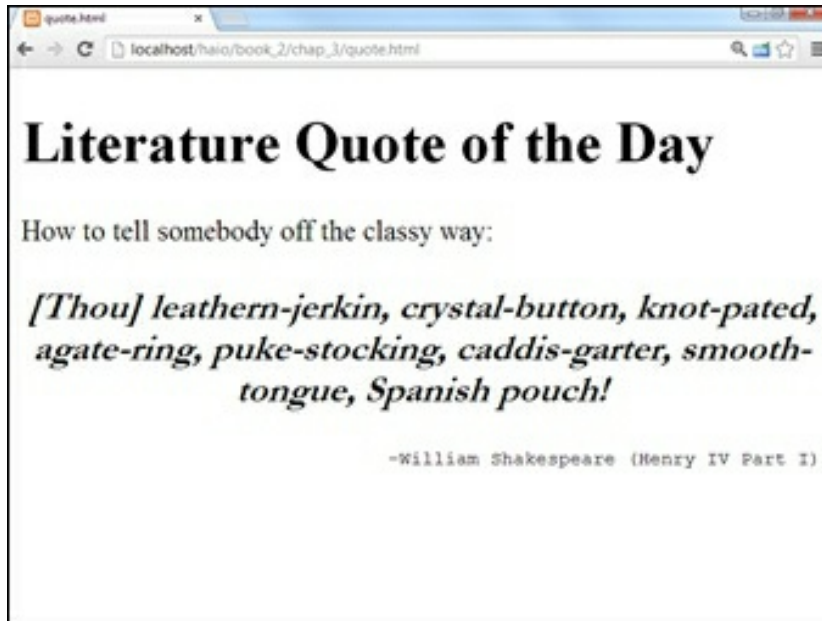 quote.html
localhost/haio/book_2/chap_3/quote.html
Literature Quote of the Day
How to tell somebody off the classy way:
[Thou] leathern-jerkin, crystal-button, knot-pated,
agate-ring, puke-stocking, caddis-garter, smooth-
tongue, Spanish pouch!
-William Shakespeare (Henry IV Part I)